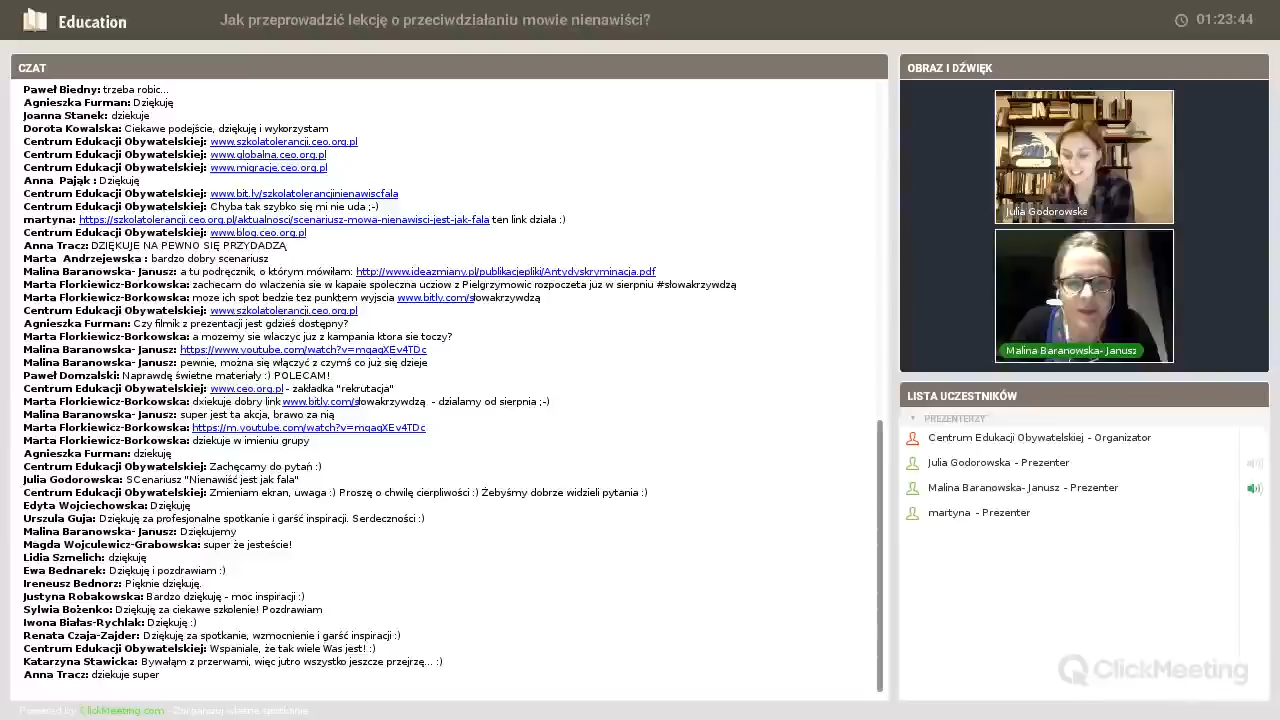 Education
Jak przeprowadzić lekcję o przeciwdziałaniu mowie nienawiści?
01:23:44
CZAT
Paweł Biedny: trzeba robic...
Agnieszka Furman: Dziękuję
Joanna Stanek: dziekuje
Dorota Kowalska: Ciekawe podejście, dziękuję i wykorzystam
Centrum Edukacji Obywatelskiej: www.szkolatolerancji.ceo.org.pl
Centrum Edukacji Obywatelskiej: www.globalna.ceo.org.pl
Centrum Edukacji Obywatelskiej: www.migracje.ceo.org.pl
Anna Pająk : Dziękuję
Centrum Edukacji Obywatelskiej: www.bit.ly/szkolatolerancjinienawiscfala
Centrum Edukacji Obywatelskiej: Chyba tak szybko się mi nie uda ;-)
martyna: https://szkolatolerancji.ceo.org.pl/aktualnosci/scenariusz-mowa-nienawisci-jest-jak-fala ten link działa :)
Centrum Edukacji Obywatelskiej: www.blog.ceo.org.pl
Anna Tracz: DZIĘKUJE NA PEWNO SIĘ PRZYDADZĄ
Marta Andrzejewska : bardzo dobry scenariusz
Malina Baranowska- Janusz: a tu podręcznik, o którym mówiłam: http://www.ideazmiany.pl/publikacjepliki/Antydyskryminacja.pdf
Marta Florkiewicz-Borkowska: zachecam do wlaczenia sie w kapaie spoleczna ucziow z Pielgrzymowic rozpoczeta juz w sierpniu #słowakrzywdzą
Marta Florkiewicz-Borkowska: moze ich spot bedzie tez punktem wyjscia www.bitly.com/słowakrzywdzą
Centrum Edukacji Obywatelskiej: www.szkolatolerancji.ceo.org.pl
Agnieszka Furman: Czy filmik z prezentacji jest gdzieś dostępny?
Marta Florkiewicz-Borkowska: a mozemy sie wlaczyc juz z kampania ktora sie toczy?
Malina Baranowska- Janusz: https://www.youtube.com/watch?v=mqaqXEv4TDc
Malina Baranowska- Janusz: pewnie, można się włączyć z czymś co już się dzieje
Paweł Domzalski: Naprawdę świetne materiały :) POLECAM!
Centrum Edukacji Obywatelskiej: www.ceo.org.pl - zakładka "rekrutacja"
Marta Florkiewicz-Borkowska: dxiekuje dobry link www.bitly.com/słowakrzywdzą - dzialamy od sierpnia ;-)
Malina Baranowska- Janusz: super jest ta akcja, brawo za nią
Marta Florkiewicz-Borkowska: https://m.youtube.com/watch?v=mqaqXEv4TDc
Marta Florkiewicz-Borkowska: dziekuje w imieniu grupy
Agnieszka Furman: dziekuję
Centrum Edukacji Obywatelskiej: Zachęcamy do pytań :)
Julia Godorowska: SCenariusz "Nienawiść jest jak fala"
Centrum Edukacji Obywatelskiej: Zmieniam ekran, uwaga :) Proszę o chwilę cierpliwości :) Żebyśmy dobrze widzieli pytania :)
Edyta Wojciechowska: Dziękuję
Urszula Guja: Dziękuję za profesjonalne spotkanie i garść inspiracji. Serdeczności :)
Malina Baranowska- Janusz: Dziękujemy
Magda Wojculewicz-Grabowska: super że jesteście!
Lidia Szmelich: dziękuję
Ewa Bednarek: Dziękuję i pozdrawiam :)
Ireneusz Bednorz: Pięknie dziękuję.
Justyna Robakowska: Bardzo dziękuję - moc inspiracji :)
Sylwia Bożenko: Dziękuję za ciekawe szkolenie! Pozdrawiam
Iwona Białas-Rychlak: Dziękuję :)
Renata Czaja-Zajder: Dziękuję za spotkanie, wzmocnienie i garść inspiracji :)
Centrum Edukacji Obywatelskiej: Wspaniale, że tak wiele Was jest! :)
Katarzyna Stawicka: Bywałąm z przerwami, więc jutro wszystko jeszcze przejrzę... :)
Anna Tracz: dziekuje super
Powered by ClickMeeting.com - Zorganizuj własne spotkanie
OBRAZ I DŹWIĘK
Julia Godorowska
Malina Baranowska- Janusz
LISTA UCZESTNIKÓW
PREZENTERZY
Centrum Edukacji Obywatelskiej - Organizator
Julia Godorowska - Prezenter
Malina Baranowska- Janusz - Prezenter
martyna - Prezenter
ClickMeeting